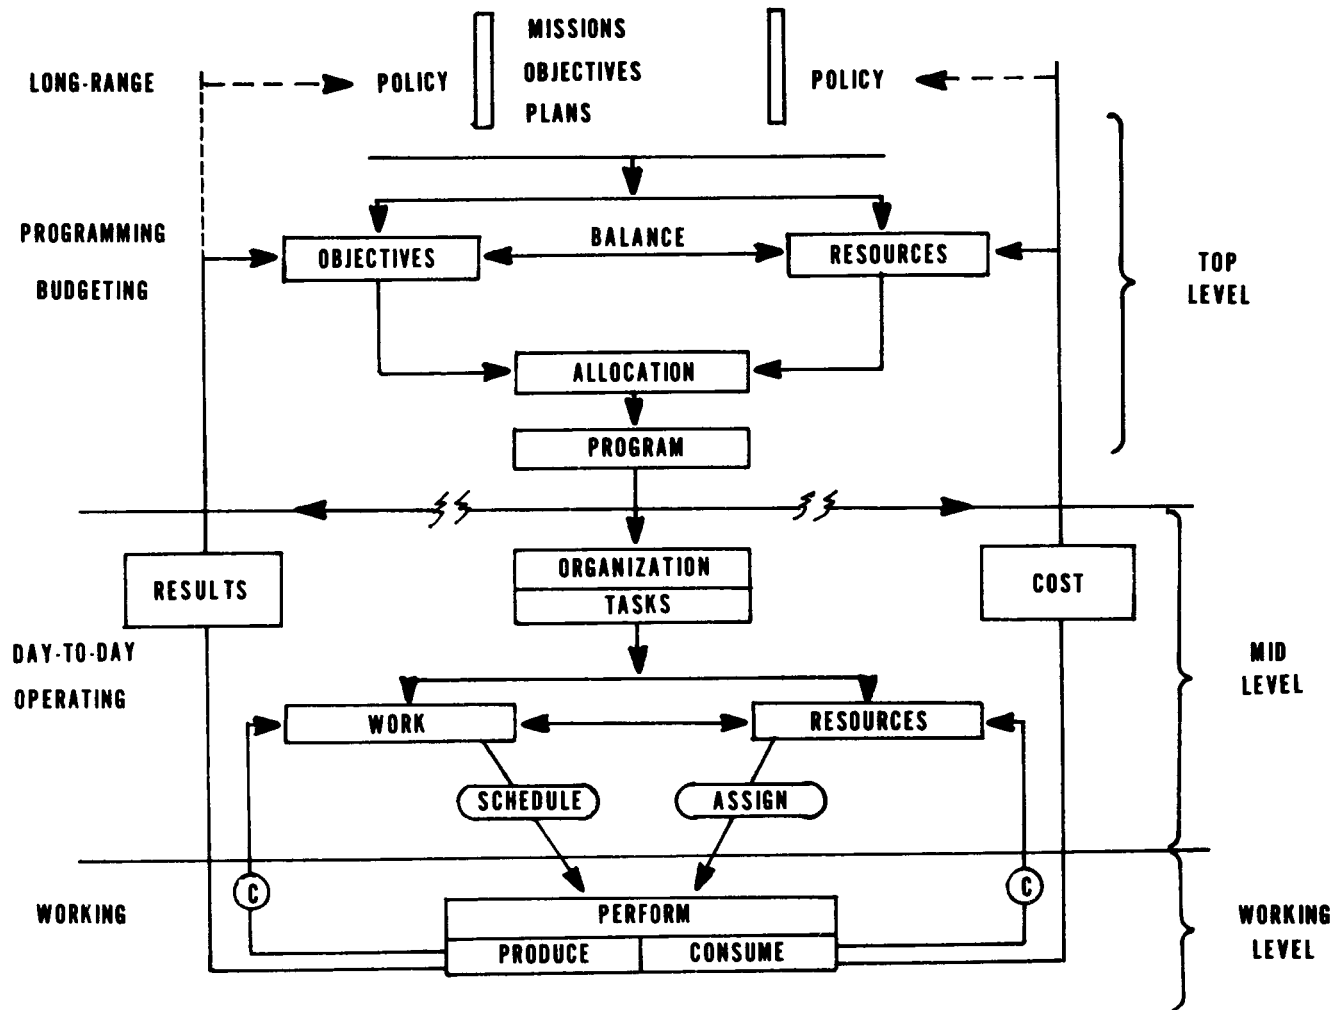 MISSIONS
LONG-RANGE
POLICY
OBJECTIVES
POLICY
PLANS
PROGRAMMING
BUDGETING
OBJECTIVES
BALANCE
RESOURCES
TOP
LEVEL
ALLOCATION
PROGRAM
ORGANIZATION
TASKS
RESULTS
COST
DAY-TO-DAY
OPERATING
MID
LEVEL
WORK
RESOURCES
SCHEDULE
ASSIGN
C
C
WORKING
PERFORM
PRODUCE
CONSUME
WORKING
LEVEL